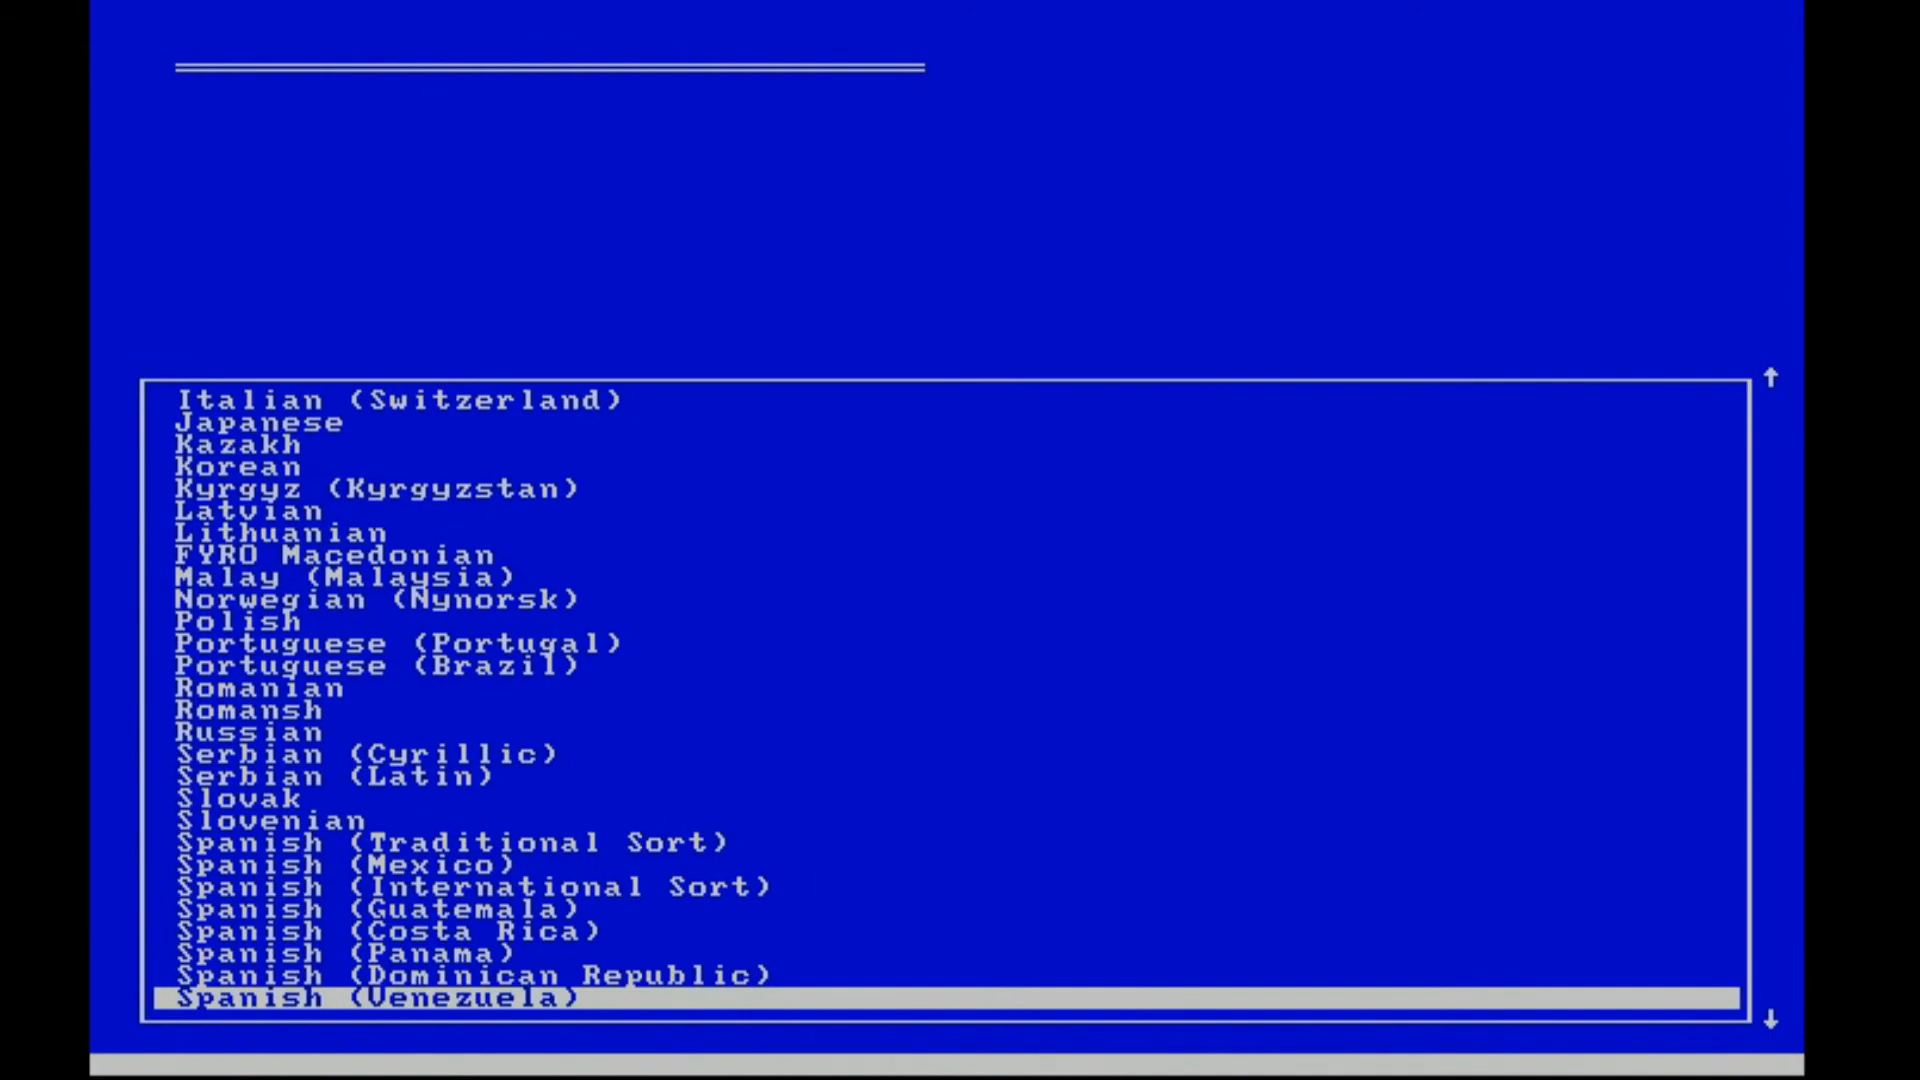 Italian (Switzerland)
Japanese
Kazakh
Korean
Kyrgyz (Kyrgyzstan)
Latvian
Lithuanian
FYRO Macedonian
Malay (Malaysia)
Norwegian (Nynorsk)
Polish
Portuguese (Portugal)
Portuguese (Brazil)
Romanian
Romansh
Russian
Serbian (Cyrillic)
Serbian (Latin)
Slovak
Slovenian
Spanish (Traditional Sort)
Spanish (Mexico)
Spanish (International Sort)
Spanish (Guatemala)
Spanish (Costa Rica)
Spanish (Panama)
Spanish (Dominican Republic)
Spanish (Venezuela)